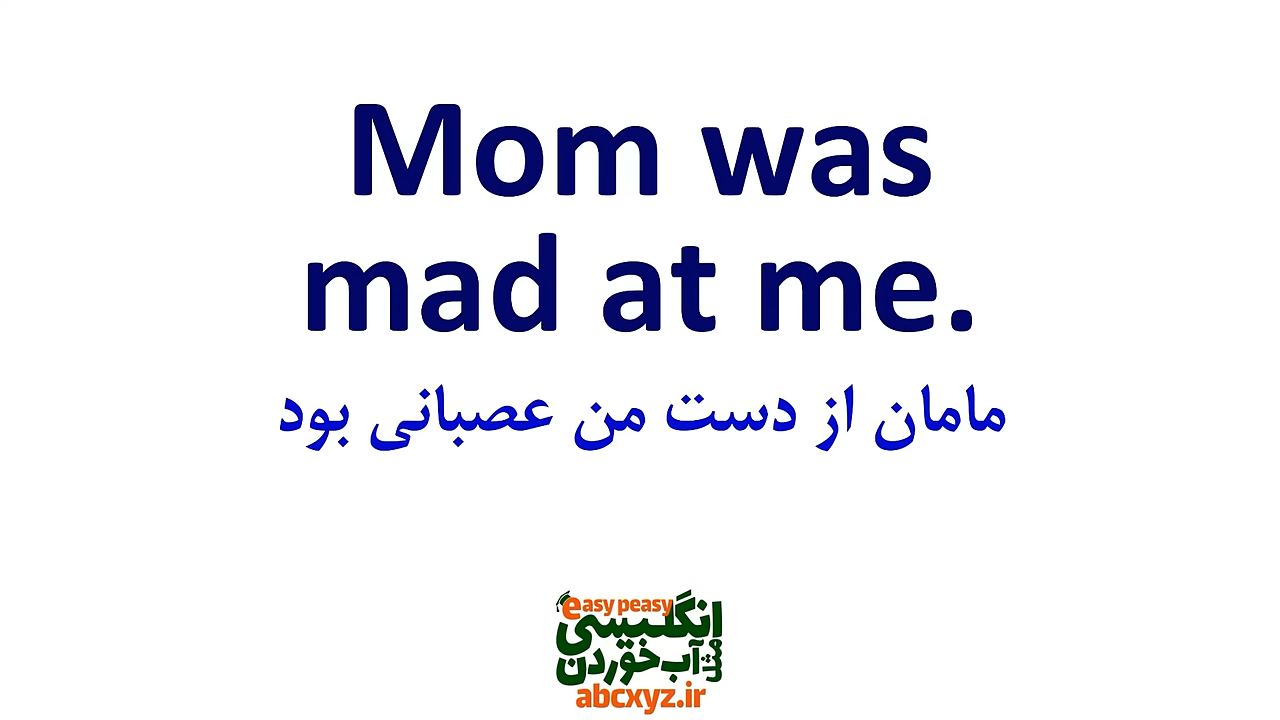 Mom was
mad at me.
مامان از دست من عصبانی بود
easy peasy
انگلیسی
مثل آب خوردن
abcxyz.ir